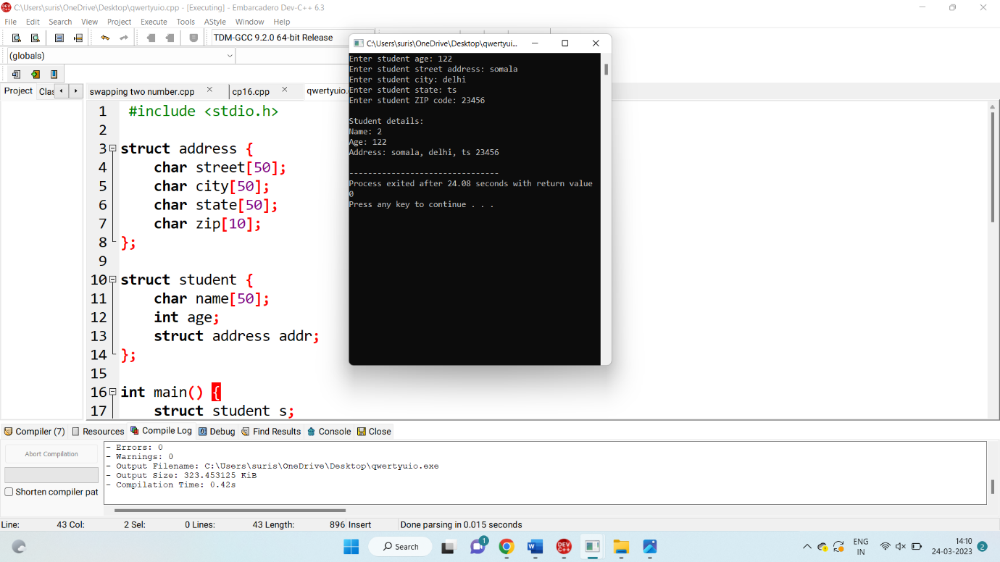 C:\Users\suris\OneDrive\Desktop\qwertyuio.cpp - [Executing] - Embarcadero Dev-C++ 6.3
File Edit Search View Project Execute Tools AStyle Window Help
TDM-GCC 9.2.0 64-bit Release
(globals)
Project Clas swapping two number.cpp cp16.cpp qwertyuio.
1 #include <stdio.h>
2
3 struct address {
4 char street[50];
5 char city[50];
6 char state[50];
7 char zip[10];
8 };
9
10 struct student {
11 char name[50];
12 int age;
13 struct address addr;
14 };
15
16 int main() {
17 struct student s;
C:\Users\suris\OneDrive\Desktop\qwertyui...
Enter student age: 122
Enter student street address: somala
Enter student city: delhi
Enter student state: ts
Enter student ZIP code: 23456
Student details:
Name: 2
Age: 122
Address: somala, delhi, ts 23456
--------------------------------
Process exited after 24.08 seconds with return value
0
Press any key to continue . . .
Compiler (7) Resources Compile Log Debug Find Results Console Close
Abort Compilation
Shorten compiler pat
- Errors: 0
- Warnings: 0
- Output Filename: C:\Users\suris\OneDrive\Desktop\qwertyuio.exe
- Output Size: 323.453125 KiB
- Compilation Time: 0.42s
Line: 43 Col: 2 Sel: 0 Lines: 43 Length: 896 Insert Done parsing in 0.015 seconds
Search
1
DEV C++
ENG
IN
14:10
24-03-2023
2